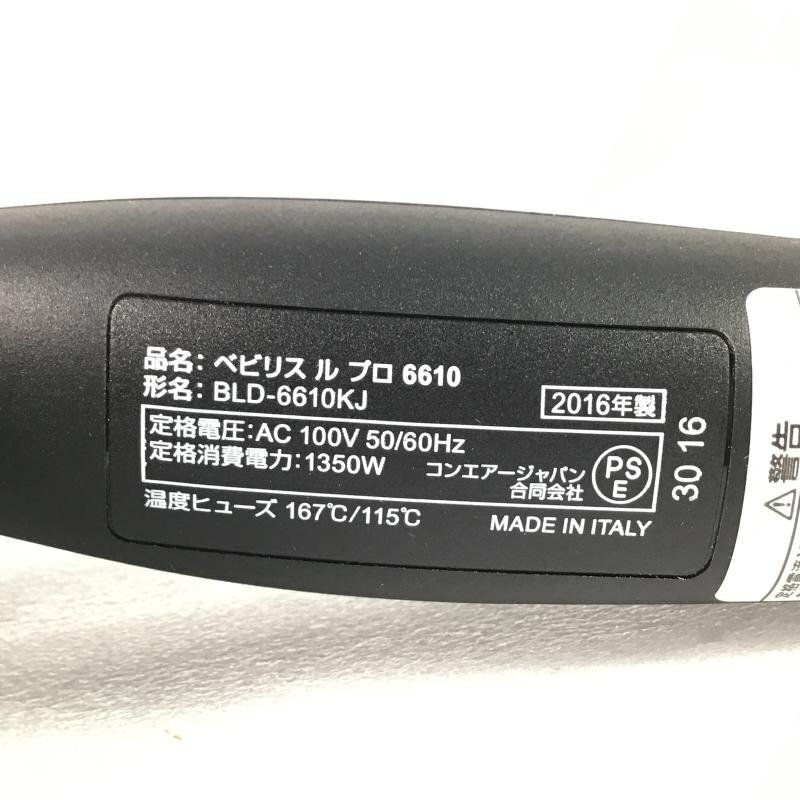 品名: ベビリス ル プロ 6610
形名: BLD-6610KJ
2016年製
定格電圧:AC 100V 50/60Hz
定格消費電力:1350W
コンエアージャパン
合同会社
PS
E
温度ヒューズ 167℃/115℃
MADE IN ITALY
30 16
警告